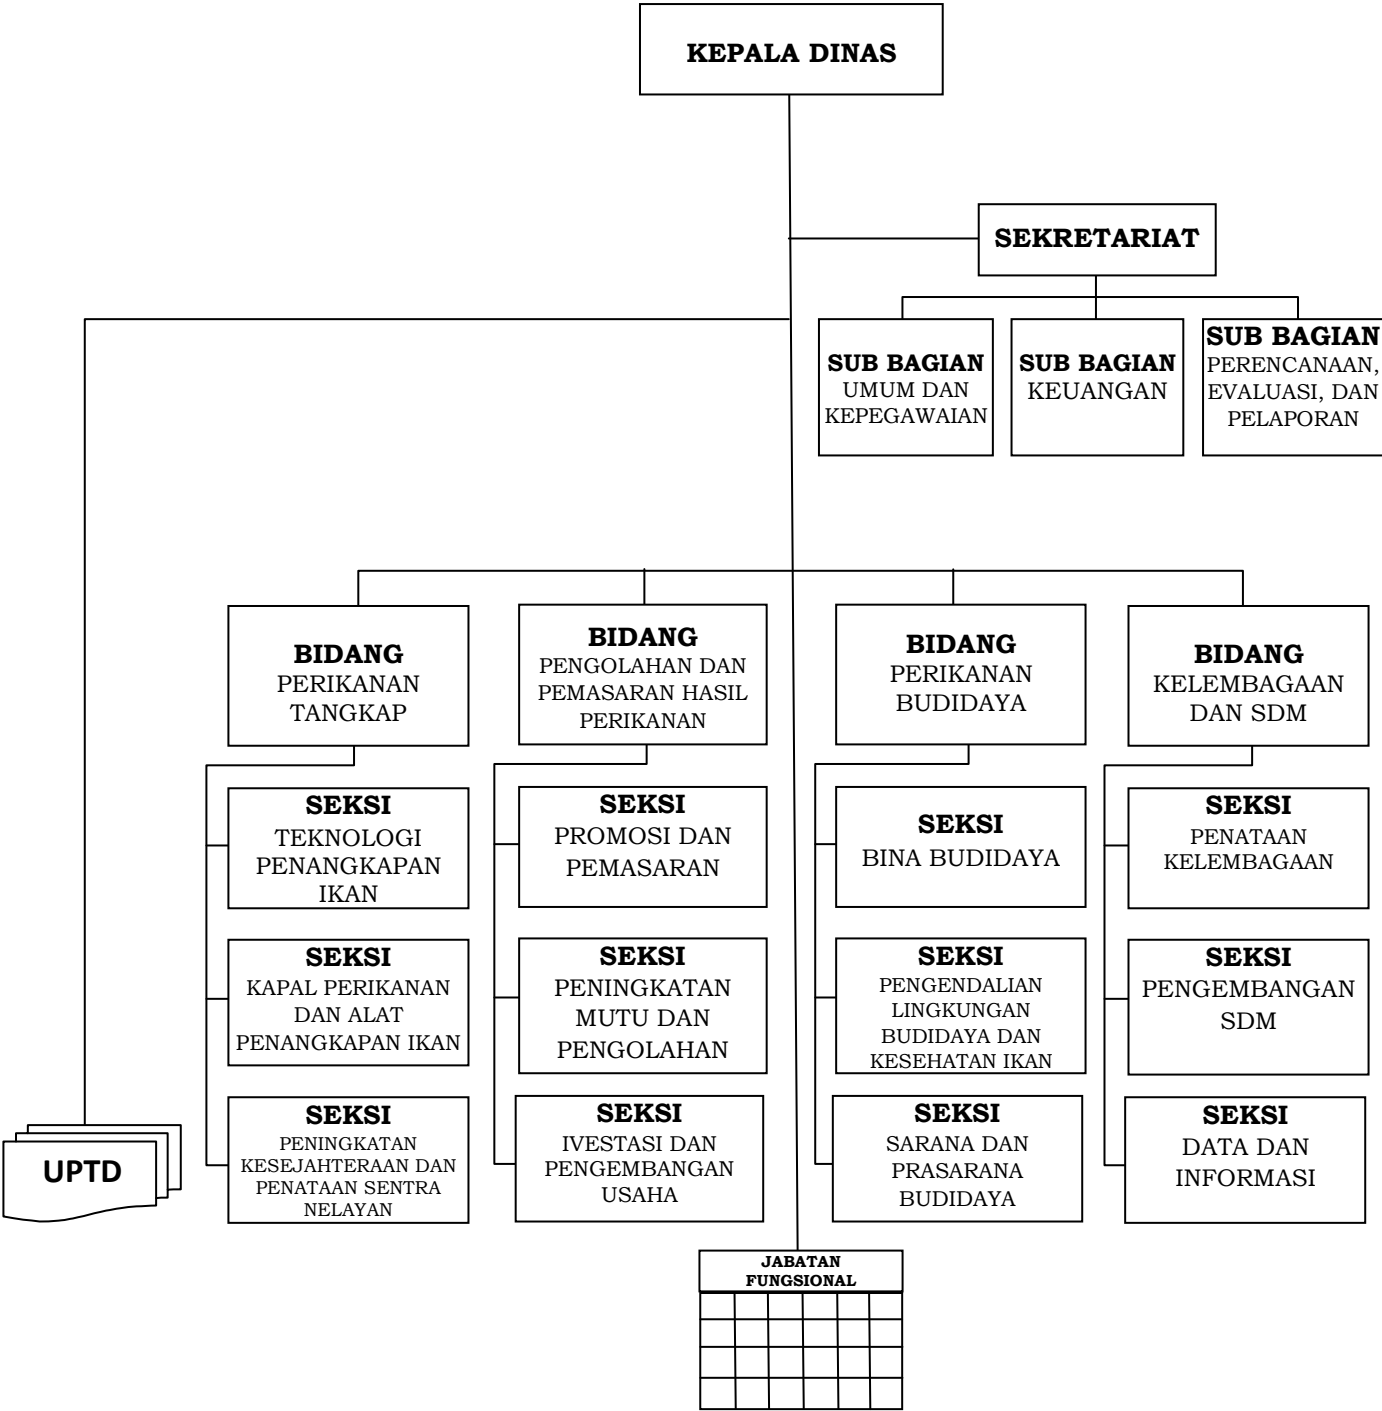 KEPALA DINAS
SEKRETARIAT
SUB BAGIAN
UMUM DAN
KEPEGAWAIAN
SUB BAGIAN
KEUANGAN
SUB BAGIAN
PERENCANAAN,
EVALUASI, DAN
PELAPORAN
BIDANG
PERIKANAN
TANGKAP
BIDANG
PENGOLAHAN DAN
PEMASARAN HASIL
PERIKANAN
BIDANG
PERIKANAN
BUDIDAYA
BIDANG
KELEMBAGAAN
DAN SDM
SEKSI
TEKNOLOGI
PENANGKAPAN
IKAN
SEKSI
PROMOSI DAN
PEMASARAN
SEKSI
BINA BUDIDAYA
SEKSI
PENATAAN
KELEMBAGAAN
SEKSI
KAPAL PERIKANAN
DAN ALAT
PENANGKAPAN IKAN
SEKSI
PENINGKATAN
MUTU DAN
PENGOLAHAN
SEKSI
PENGENDALIAN
LINGKUNGAN
BUDIDAYA DAN
KESEHATAN IKAN
SEKSI
PENGEMBANGAN
SDM
UPTD
SEKSI
PENINGKATAN
KESEJAHTERAAN DAN
PENATAAN SENTRA
NELAYAN
SEKSI
IVESTASI DAN
PENGEMBANGAN
USAHA
SEKSI
SARANA DAN
PRASARANA
BUDIDAYA
SEKSI
DATA DAN
INFORMASI
JABATAN
FUNGSIONAL